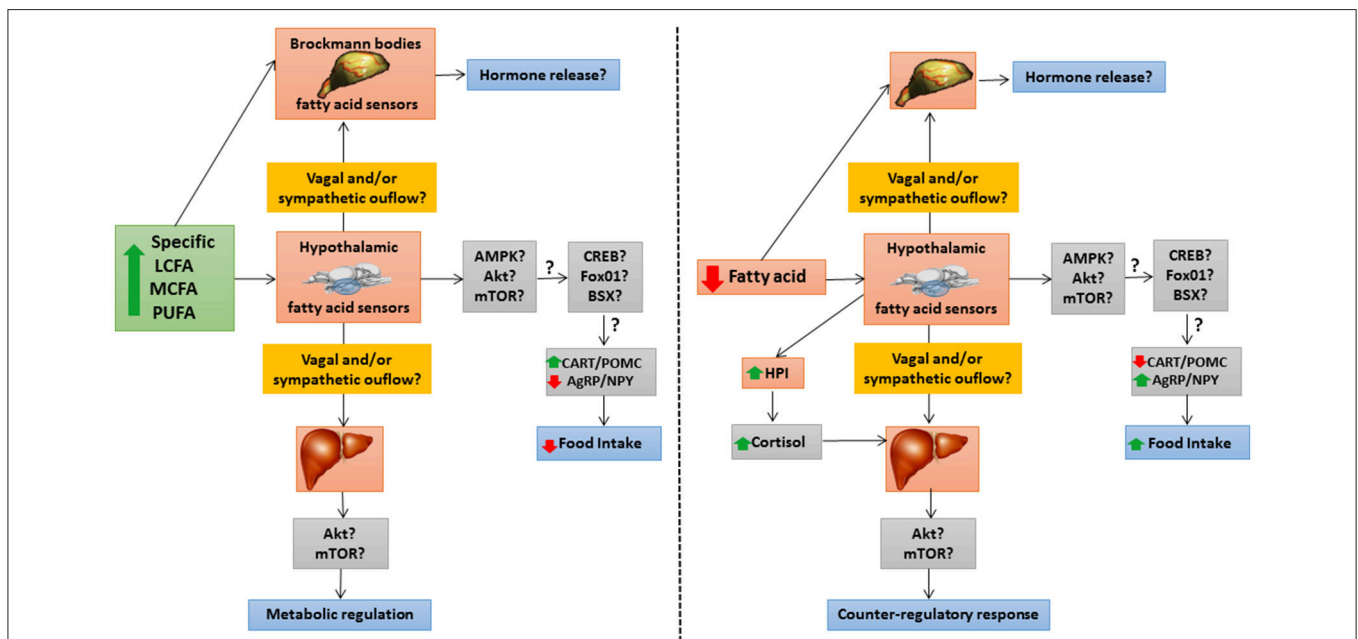 Brockmann bodies
fatty acid sensors
Hormone release?
Vagal and/or
sympathetic ouflow?
Specific
LCFA
MCFA
PUFA
Hypothalamic
fatty acid sensors
AMPK?
Akt?
mTOR?
?
CREB?
Fox01?
BSX?
?
Vagal and/or
sympathetic ouflow?
CART/POMC
AgRP/NPY
Food Intake
Akt?
mTOR?
Metabolic regulation
Hormone release?
Vagal and/or
sympathetic ouflow?
Fatty acid
Hypothalamic
fatty acid sensors
AMPK?
Akt?
mTOR?
?
CREB?
Fox01?
BSX?
?
HPI
Vagal and/or
sympathetic ouflow?
CART/POMC
AgRP/NPY
Cortisol
Food Intake
Akt?
mTOR?
Counter-regulatory response